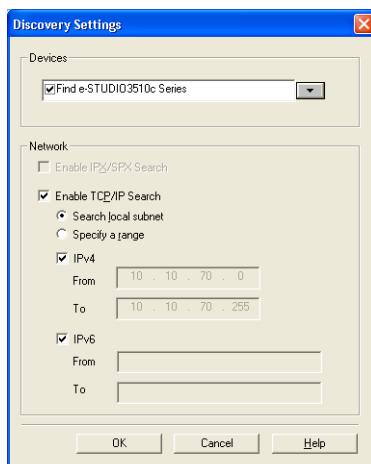 Discovery Settings
Devices
Find e-STUDIO3510c Series
Network
Enable IPX/SPX Search
Enable TCP/IP Search
Search local subnet
Specify a range
IPv4
From 10 . 10 . 70 . 0
To 10 . 10 . 70 . 255
IPv6
From
To
OK Cancel Help